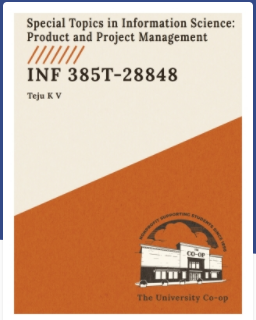 Special Topics in Information Science:
Product and Project Management
INF 385T-28848
Teju K V
CO-OP
The University Co-op